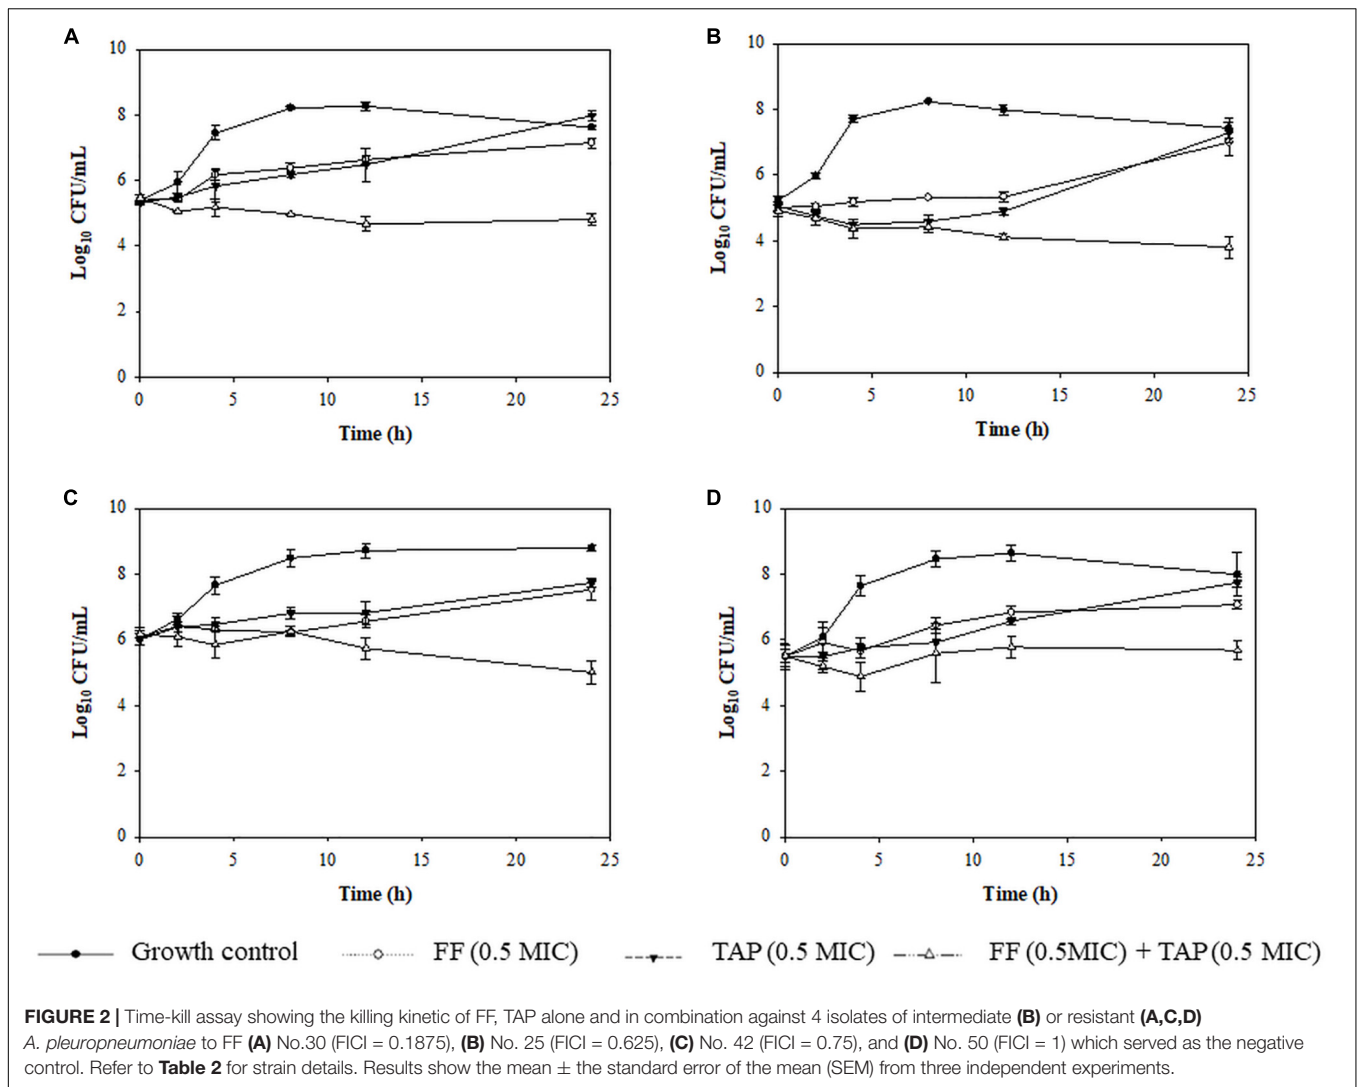 A
10
8
6
4
2
0
Log10 CFU/mL
0 5 10 15 20 25
Time (h)
B
10
8
6
4
2
0
Log10 CFU/mL
0 5 10 15 20 25
Time (h)
C
10
8
6
4
2
0
Log10 CFU/mL
0 5 10 15 20 25
Time (h)
D
10
8
6
4
2
0
Log10 CFU/mL
0 5 10 15 20 25
Time (h)
Growth control FF (0.5 MIC) TAP (0.5 MIC) FF (0.5MIC) + TAP (0.5 MIC)
FIGURE 2 | Time-kill assay showing the killing kinetic of FF, TAP alone and in combination against 4 isolates of intermediate (B) or resistant (A,C,D)
A. pleuropneumoniae to FF (A) No.30 (FICI = 0.1875), (B) No. 25 (FICI = 0.625), (C) No. 42 (FICI = 0.75), and (D) No. 50 (FICI = 1) which served as the negative
control. Refer to Table 2 for strain details. Results show the mean ± the standard error of the mean (SEM) from three independent experiments.